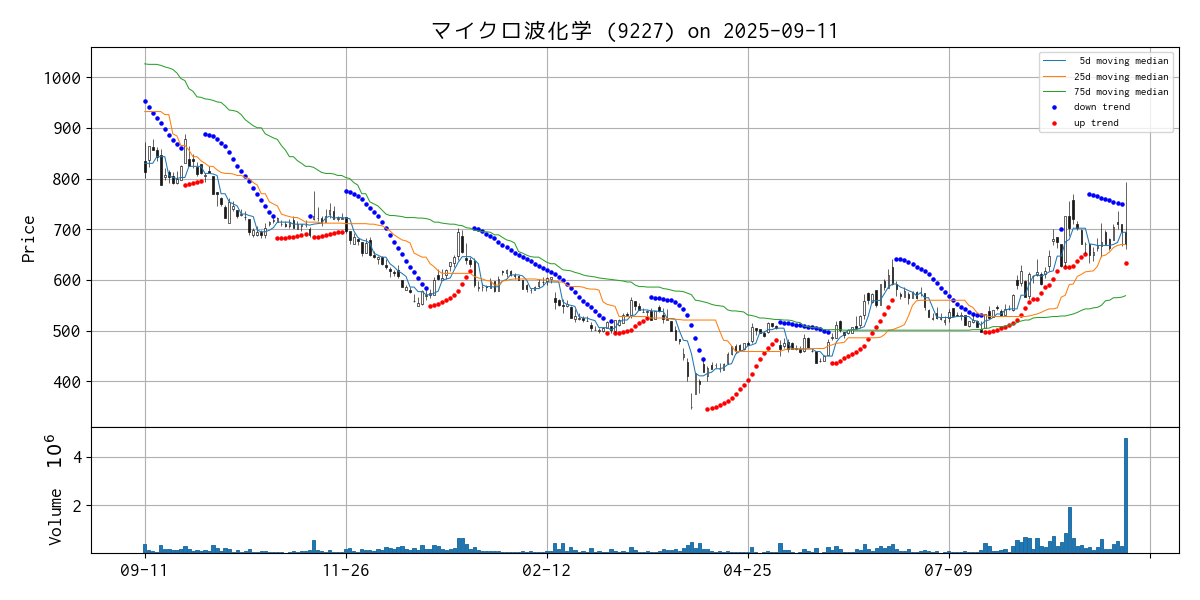 マイクロ波化学 (9227) on 2025-09-11
5d moving median
25d moving median
75d moving median
down trend
up trend
Price
1000
900
800
700
600
500
400
Volume 10^6
4
2
09-11 11-26 02-12 04-25 07-09